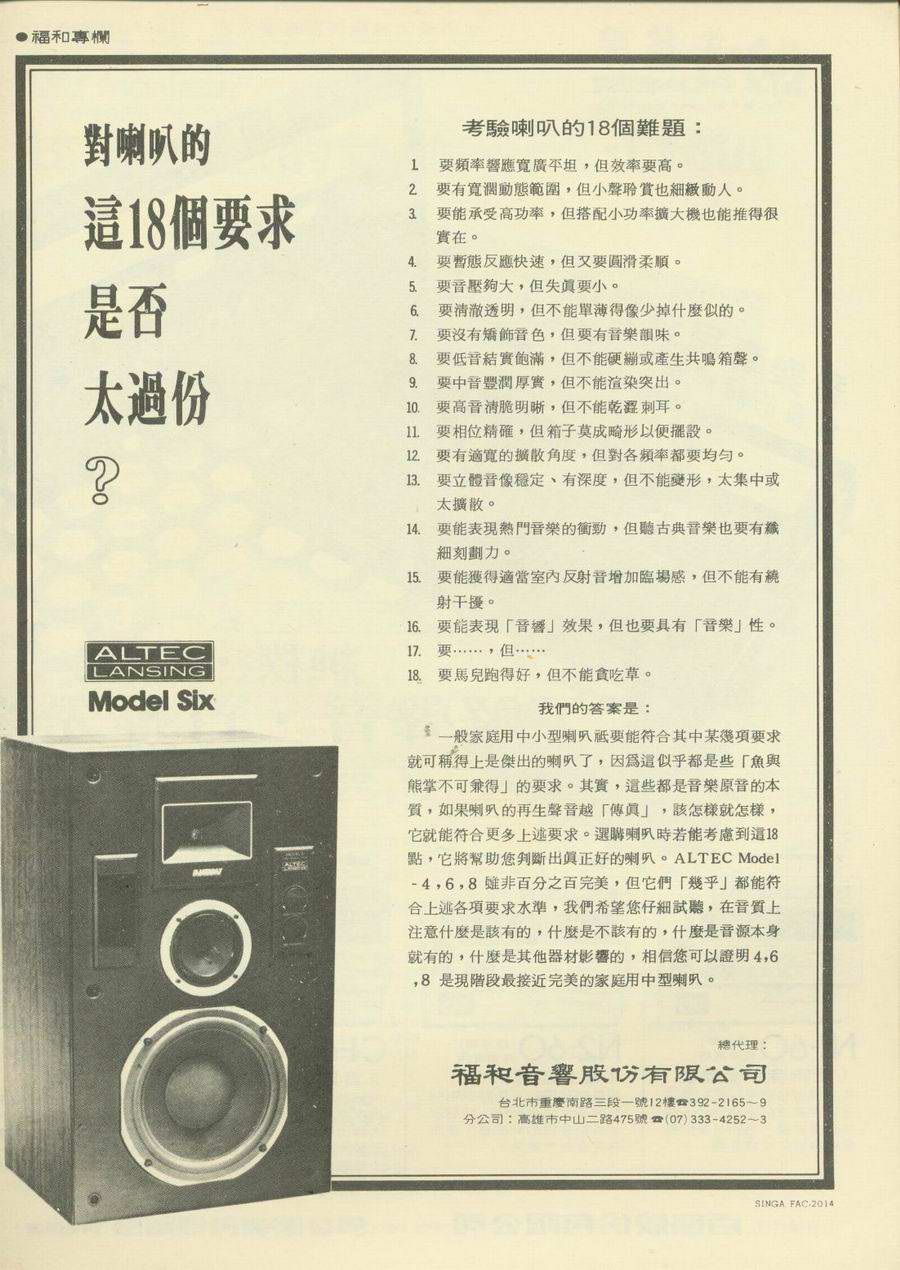 ●福和專欄
對喇叭的
這18個要求
是否
太過份
?
ALTEC
LANSING
Model Six
考驗喇叭的18個難題：
1. 要頻率響應寬廣平坦，但效率要高。
2. 要有寬濶動態範圍，但小聲聆賞也細緻動人。
3. 要能承受高功率，但搭配小功率擴大機也能推得很
實在。
4. 要暫態反應快速，但又要圓滑柔順。
5. 要音壓夠大，但失眞要小。
6. 要清澈透明，但不能單薄得像少掉什麼似的。
7. 要沒有矯飾音色，但要有音樂韻味。
8. 要低音結實飽滿，但不能硬繃或產生共鳴箱聲。
9. 要中音豐潤厚實，但不能渲染突出。
10. 要高音清脆明晰，但不能乾澀刺耳。
11. 要相位精確，但箱子莫成畸形以便擺設。
12. 要有適寬的擴散角度，但對各頻率都要均勻。
13. 要立體音像穩定、有深度，但不能變形，太集中或
太擴散。
14. 要能表現熱門音樂的衝勁，但聽古典音樂也要有纖
細刻劃力。
15. 要能獲得適當室內反射音增加臨場感，但不能有繞
射干擾。
16. 要能表現「音響」效果，但也要具有「音樂」性。
17. 要……，但……
18. 要馬兒跑得好，但不能貪吃草。
我們的答案是：
一般家庭用中小型喇叭祗要能符合其中某幾項要求
就可稱得上是傑出的喇叭了，因爲這似乎都是些「魚與
熊掌不可兼得」的要求。其實，這些都是音樂原音的本
質，如果喇叭的再生聲音越「傳眞」，該怎樣就怎樣，
它就能符合更多上述要求。選購喇叭時若能考慮到這18
點，它將幫助您判斷出眞正好的喇叭。ALTEC Model
-4，6，8 雖非百分之百完美，但它們「幾乎」都能符
合上述各項要求水準，我們希望您仔細試聽，在音質上
注意什麼是該有的，什麼是不該有的，什麼是音源本身
就有的，什麼是其他器材影響的，相信您可以證明4,6
,8 是現階段最接近完美的家庭用中型喇叭。
總代理：
福和音響股份有限公司
台北市重慶南路三段一號12樓☎392-2165～9
分公司：高雄市中山二路475號☎(07)333-4252～3
SINGA FAC-2014